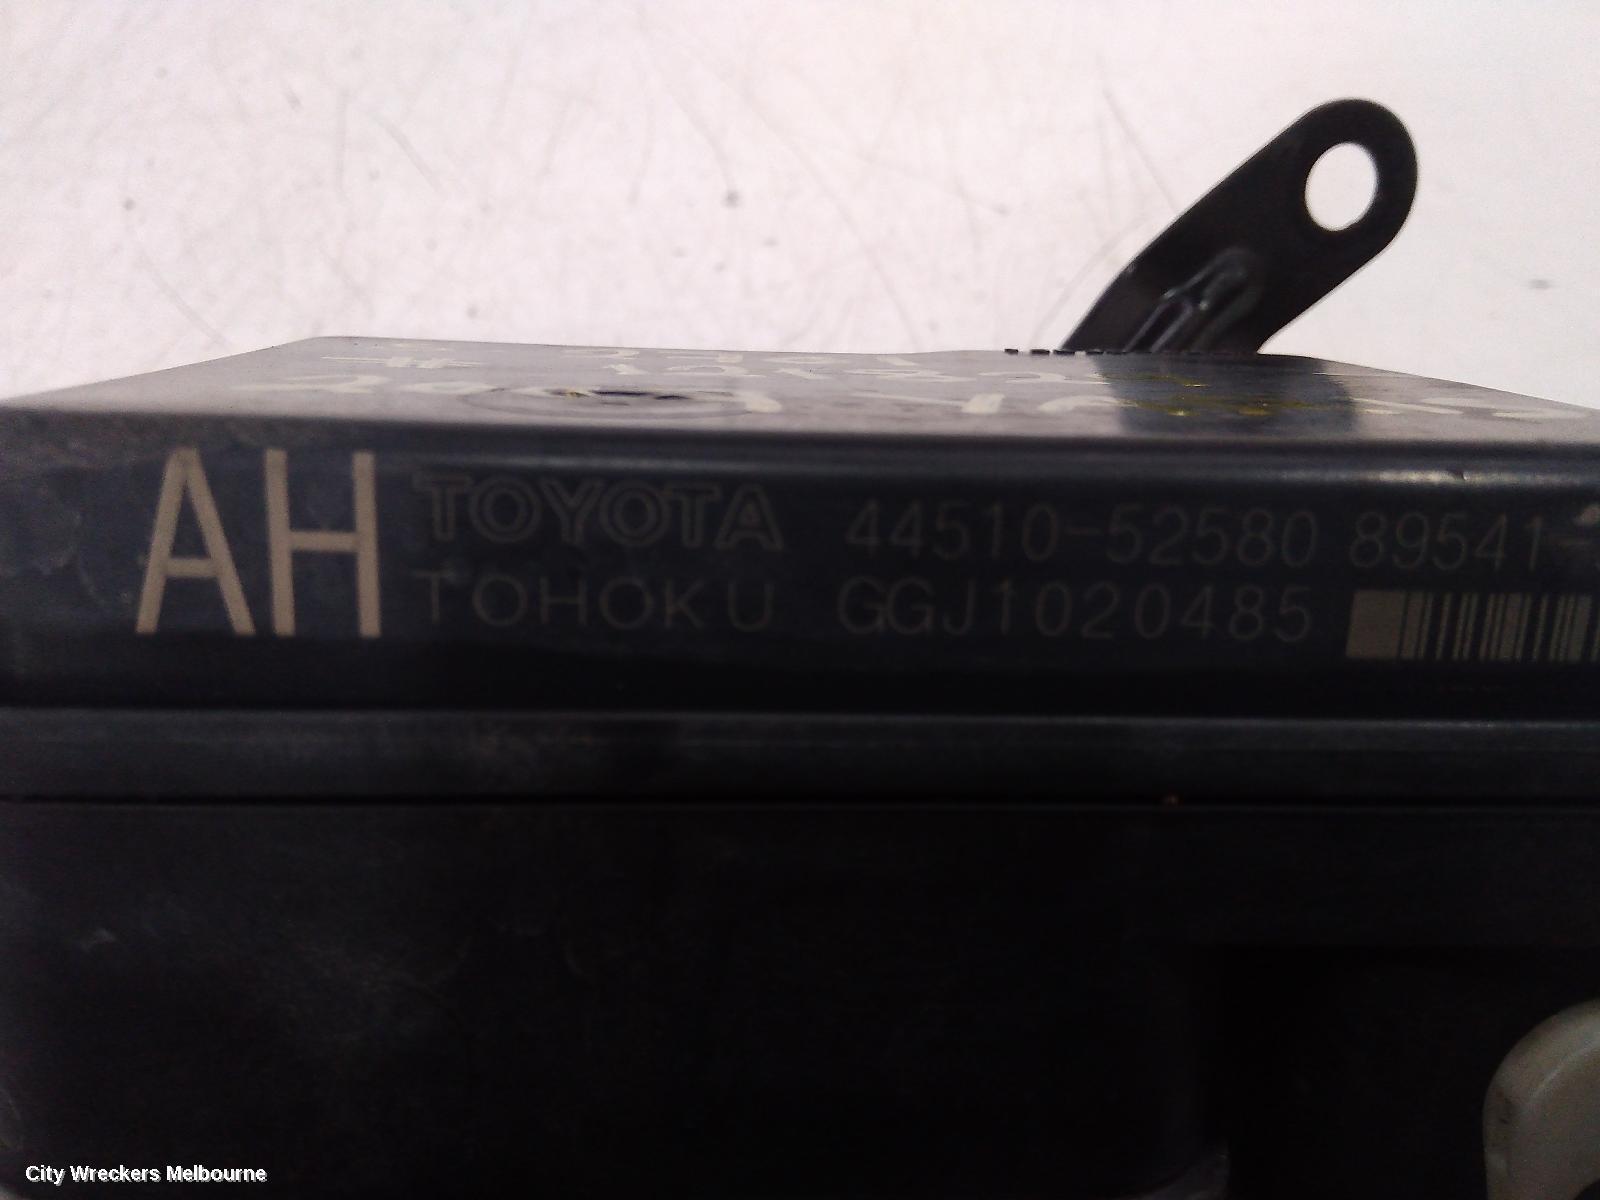 AH TOYOTA 44510-52580 89541-
TOHOKU GGJ1020485
City Wreckers Melbourne